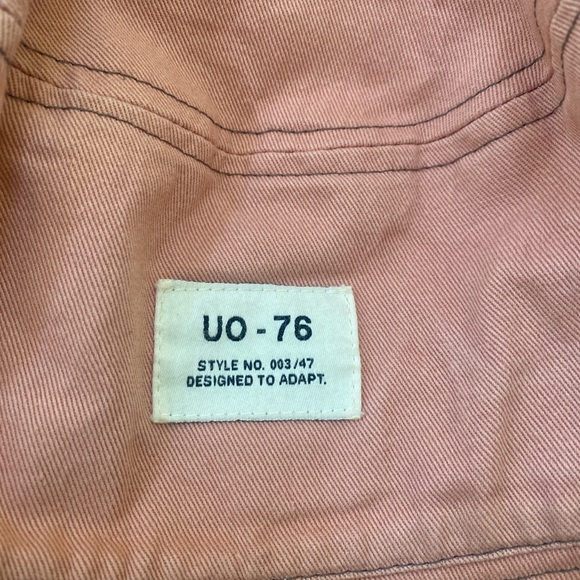 UO - 76
STYLE NO. 003/47
DESIGNED TO ADAPT.